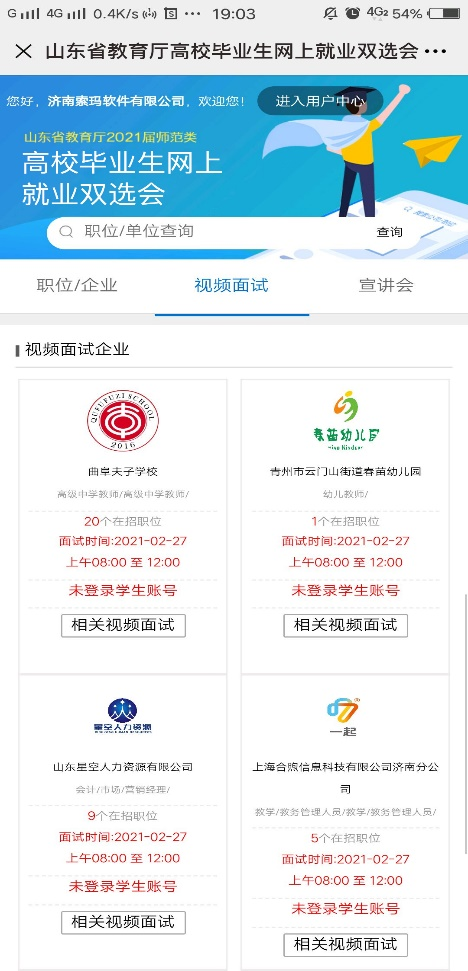 G 4G 0.4K/s ··· 19:03 4G2 54%
山东省教育厅高校毕业生网上就业双选会
您好，济南索玛软件有限公司，欢迎您！
进入用户中心
山东省教育厅2021届师范类
高校毕业生网上
就业双选会
职位/单位查询
查询
职位/企业
视频面试
宣讲会
视频面试企业
QUFUFUZI SCHOOL
2016
曲阜夫子学校
高级中学教师/高级中学教师/
20个在招职位
面试时间:2021-02-27
上午08:00 至 12:00
未登录学生账号
相关视频面试
春苗幼儿园
青州市云门山街道春苗幼儿园
幼儿教师/
1个在招职位
面试时间:2021-02-27
上午08:00 至 12:00
未登录学生账号
相关视频面试
星空人力资源
山东星空人力资源有限公司
会计/市场/营销经理/
9个在招职位
面试时间:2021-02-27
上午08:00 至 12:00
未登录学生账号
相关视频面试
一起
上海合煦信息科技有限公司济南分公
司
教学/教务管理人员/教学/教务管理人员/
5个在招职位
面试时间:2021-02-27
上午08:00 至 12:00
未登录学生账号
相关视频面试